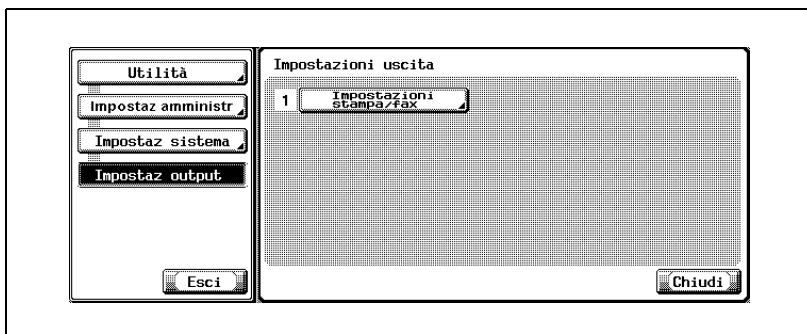 Utilità
Impostaz amministr
Impostaz sistema
Impostaz output
Esci
Impostazioni uscita
1 Impostazioni
stampa/fax
Chiudi